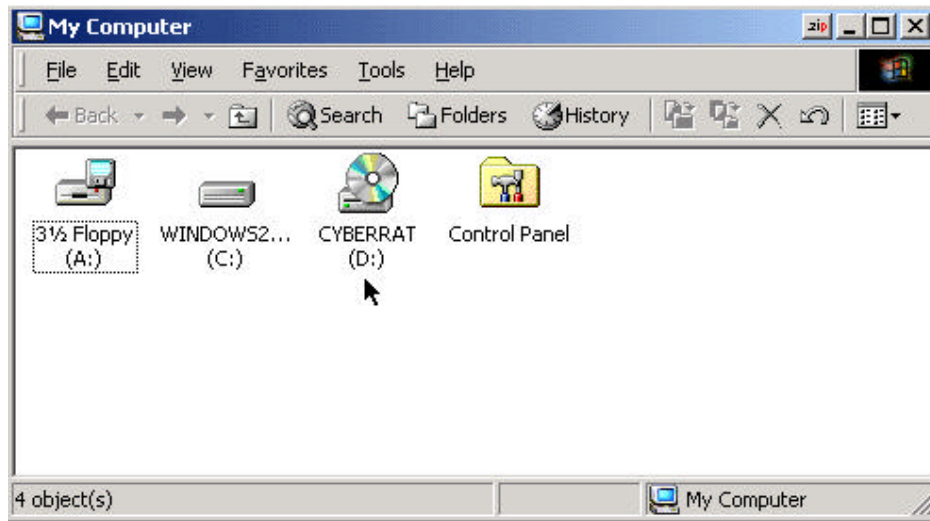 My Computer
zip
File Edit View Favorites Tools Help
Back Search Folders History
3½ Floppy (A:)
WINDOWS2... (C:)
CYBERRAT (D:)
Control Panel
4 object(s) My Computer